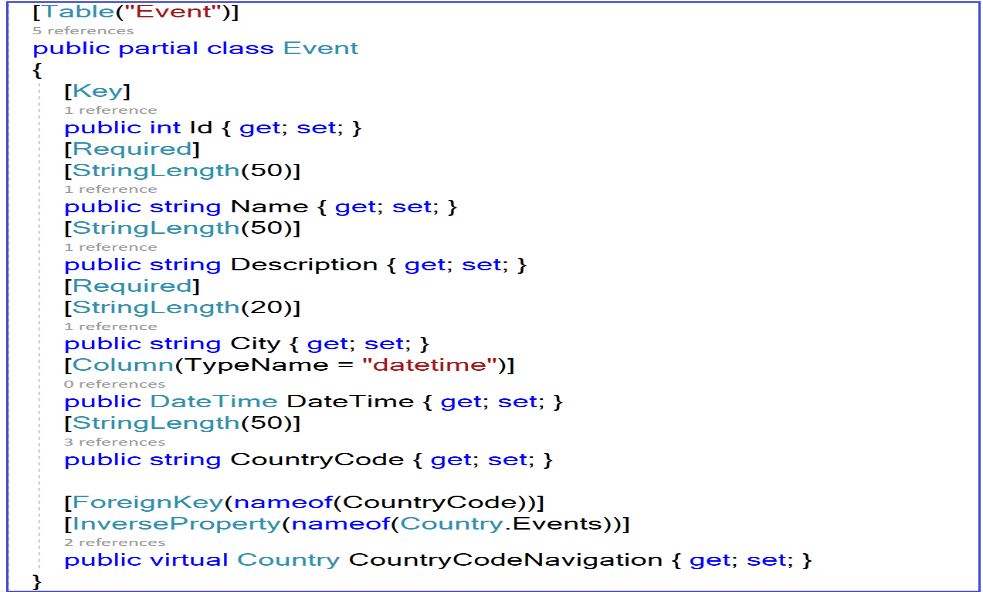 [Table("Event")]
5 references
public partial class Event
{
[Key]
1 reference
public int Id { get; set; }
[Required]
[StringLength(50)]
1 reference
public string Name { get; set; }
[StringLength(50)]
1 reference
public string Description { get; set; }
[Required]
[StringLength(20)]
1 reference
public string City { get; set; }
[Column(TypeName = "datetime")]
0 references
public DateTime DateTime { get; set; }
[StringLength(50)]
3 references
public string CountryCode { get; set; }
[ForeignKey(nameof(CountryCode))]
[InverseProperty(nameof(Country.Events))]
2 references
public virtual Country CountryCodeNavigation { get; set; }
}